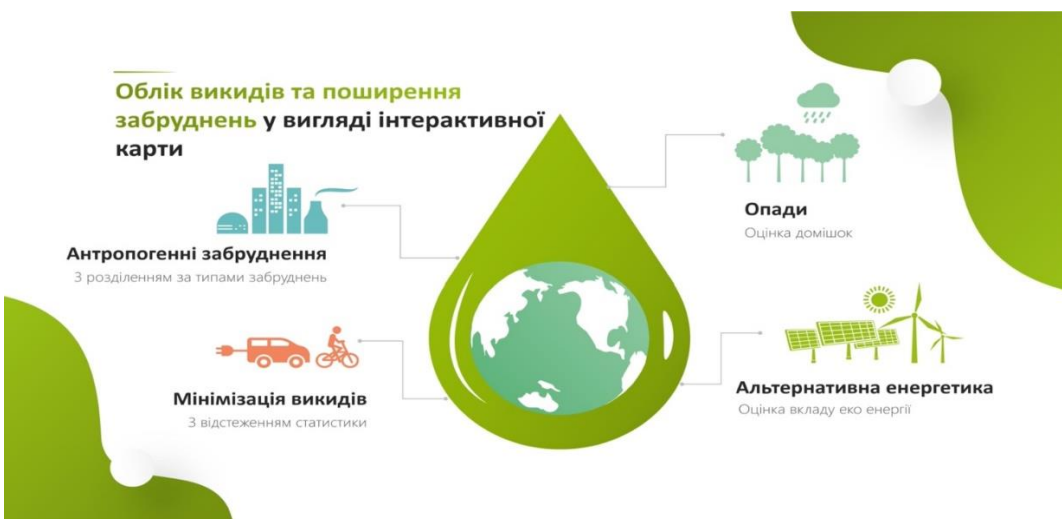 Облік викидів та поширення
забруднень у вигляді інтерактивної
карти
Антропогенні забруднення
З розділенням за типами забруднень
Мінімізація викидів
З відстеженням статистики
Опади
Оцінка домішок
Альтернативна енергетика
Оцінка вкладу еко енергії